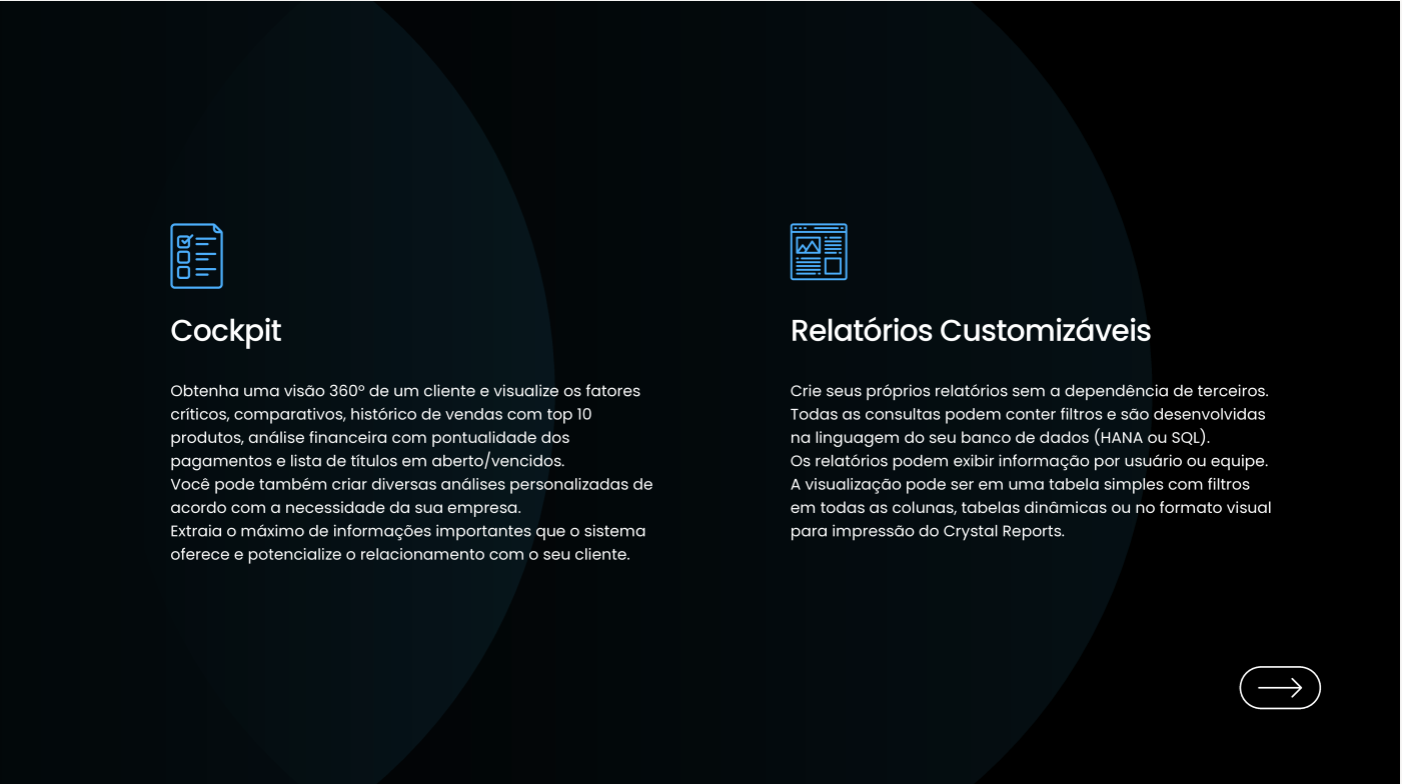 Cockpit
Obtenha uma visão 360º de um cliente e visualize os fatores
críticos, comparativos, histórico de vendas com top 10
produtos, análise financeira com pontualidade dos
pagamentos e lista de títulos em aberto/vencidos.
Você pode também criar diversas análises personalizadas de
acordo com a necessidade da sua empresa.
Extraia o máximo de informações importantes que o sistema
oferece e potencialize o relacionamento com o seu cliente.
Relatórios Customizáveis
Crie seus próprios relatórios sem a dependência de terceiros.
Todas as consultas podem conter filtros e são desenvolvidas
na linguagem do seu banco de dados (HANA ou SQL).
Os relatórios podem exibir informação por usuário ou equipe.
A visualização pode ser em uma tabela simples com filtros
em todas as colunas, tabelas dinâmicas ou no formato visual
para impressão do Crystal Reports.